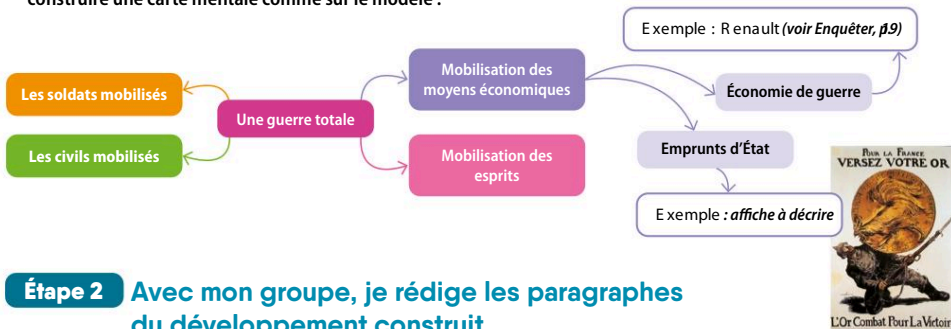 construire une carte mentale comme sur le modèle :
Exemple : Renault (voir Enquêter, p.19)
Mobilisation des
moyens économiques
Les soldats mobilisés
Économie de guerre
Une guerre totale
Les civils mobilisés
Mobilisation des
esprits
Emprunts d'État
Exemple : affiche à décrire
POUR LA FRANCE
VERSEZ VOTRE OR
L'Or Combat Pour La Victoire
Étape 2 Avec mon groupe, je rédige les paragraphes
du développement construit